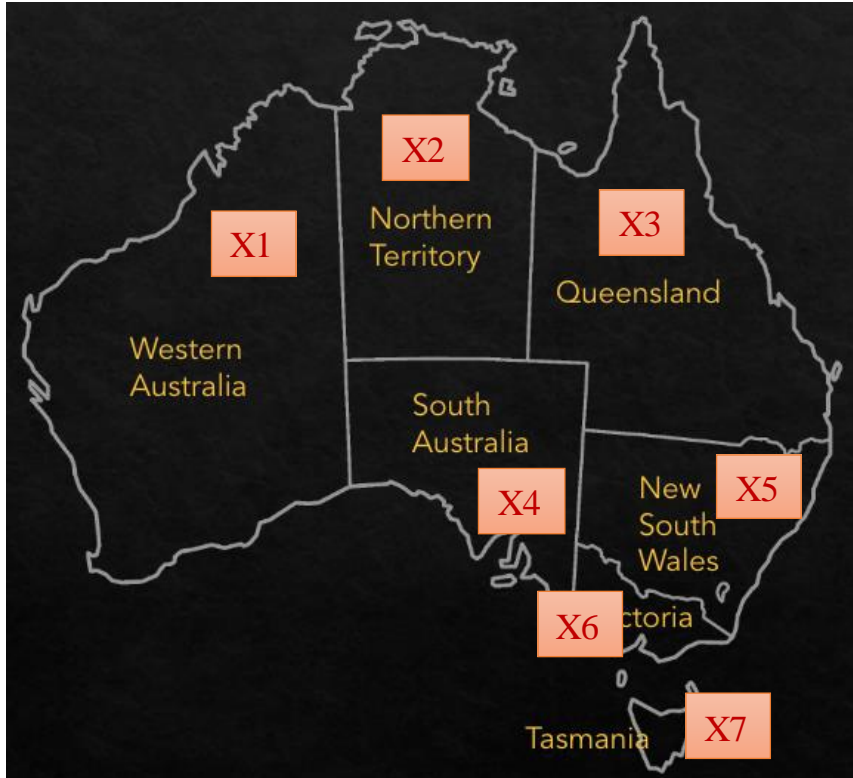 X2
X3
Northern
Territory
X1
Queensland
Western
Australia
South
Australia
X4
New
South
Wales
X5
X6
ctoria
Tasmania
X7